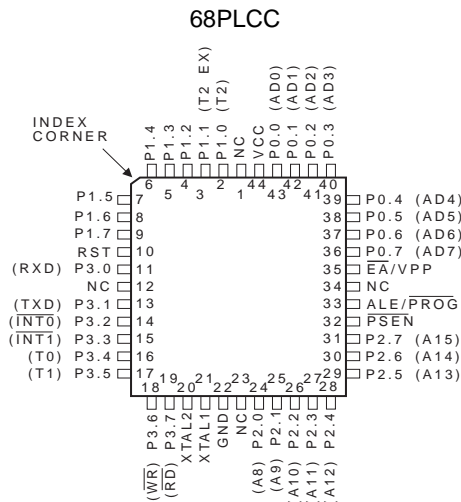 68PLCC
INDEX
CORNER
P1.4
P1.3
P1.2
P1.1 (T2 EX)
P1.0 (T2)
NC
VCC
P0.0 (AD0)
P0.1 (AD1)
P0.2 (AD2)
P0.3 (AD3)
6
5
4
3
2
1
44
43
42
41
40
P1.5 7
P1.6 8
P1.7 9
RST 10
(RXD) P3.0 11
NC 12
(TXD) P3.1 13
(INT0) P3.2 14
(INT1) P3.3 15
(T0) P3.4 16
(T1) P3.5 17
39 P0.4 (AD4)
38 P0.5 (AD5)
37 P0.6 (AD6)
36 P0.7 (AD7)
35 EA/VPP
34 NC
33 ALE/PROG
32 PSEN
31 P2.7 (A15)
30 P2.6 (A14)
29 P2.5 (A13)
18
19
20
21
22
23
24
25
26
27
28
(WR) P3.6
(RD) P3.7
XTAL2
XTAL1
GND
NC
(A8) P2.0
(A9) P2.1
(A10) P2.2
(A11) P2.3
(A12) P2.4